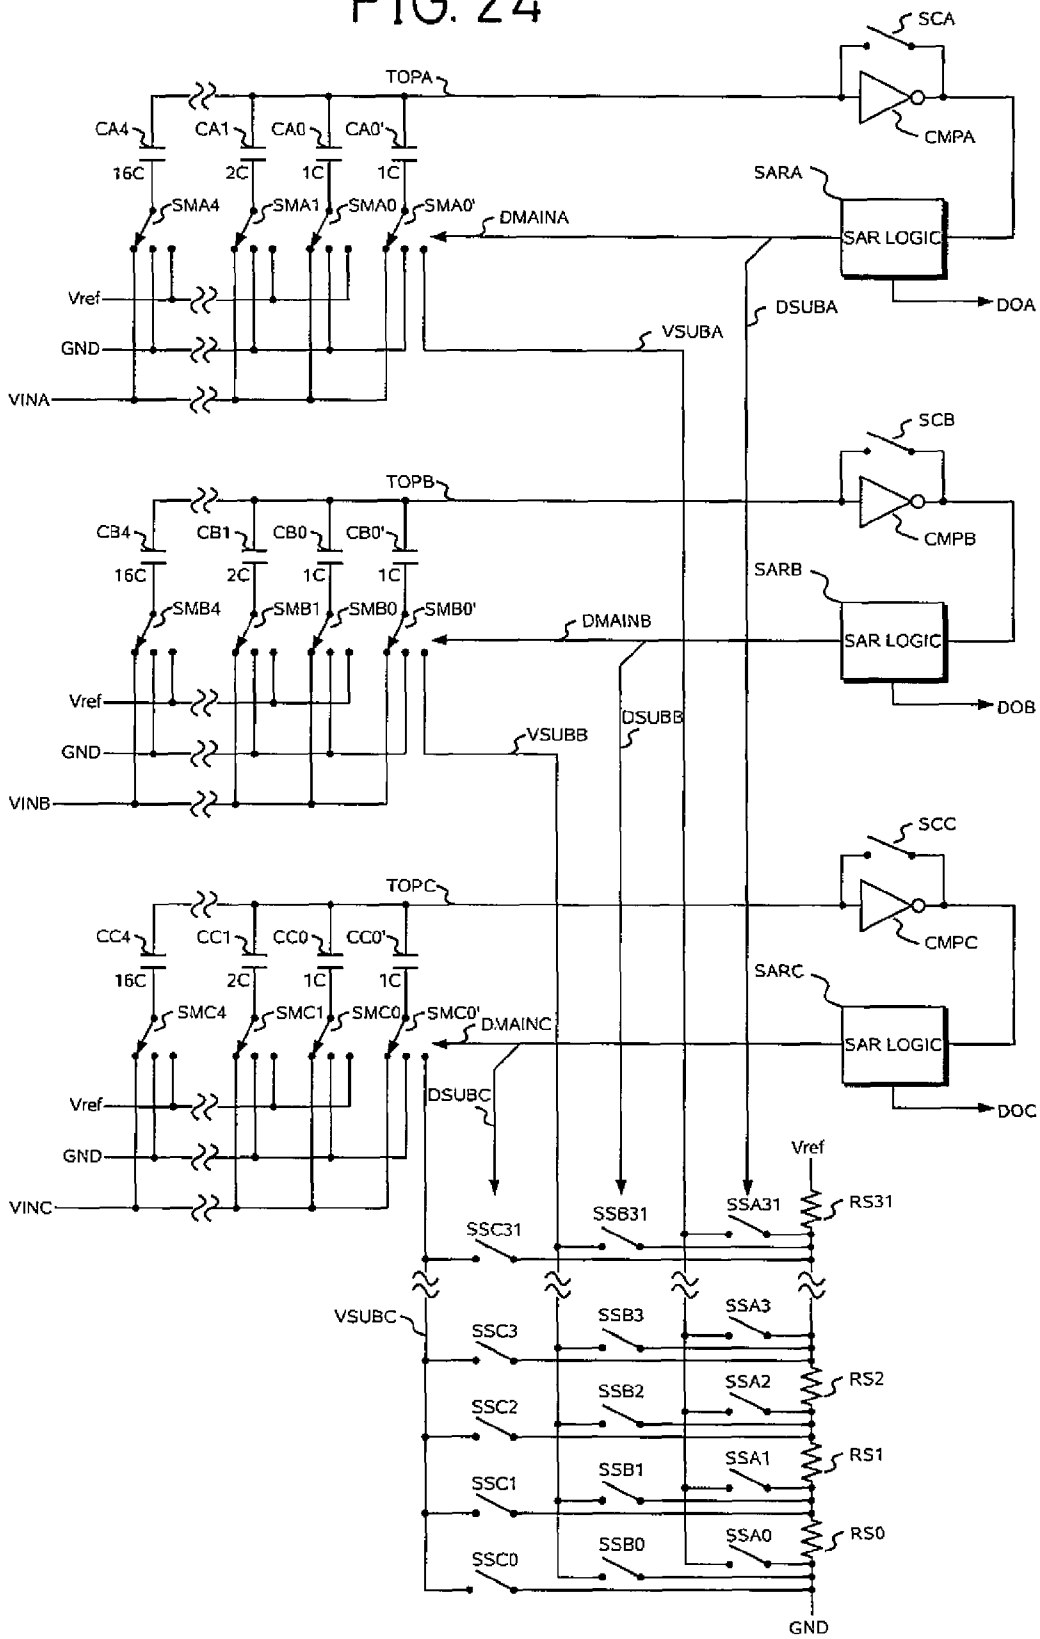 FIG. 24
SCA
TOPA
CA4 CA1 CA0 CA0'
CMPA
16C 2C 1C 1C
SARA
SMA4 SMA1 SMA0 SMA0'
DMAINA
SAR LOGIC
Vref
DSUBA
DOA
VSUBA
GND
VINA
SCB
TOPB
CB4 CB1 CB0 CB0'
CMPB
16C 2C 1C 1C
SARB
SMB4 SMB1 SMB0 SMB0'
DMAINB
SAR LOGIC
Vref
DOB
DSUBB
VSUBB
GND
VINB
SCC
TOPC
CC4 CC1 CC0 CC0'
CMPC
16C 2C 1C 1C
SARC
SMC4 SMC1 SMC0 SMC0'
DMAINC
SAR LOGIC
DSUBC
Vref
DOC
GND
Vref
VINC
RS31
SSC31 SSB31 SSA31
VSUBC
SSC3 SSB3 SSA3
RS2
SSC2 SSB2 SSA2
RS1
SSC1 SSB1 SSA1
RS0
SSC0 SSB0 SSA0
GND